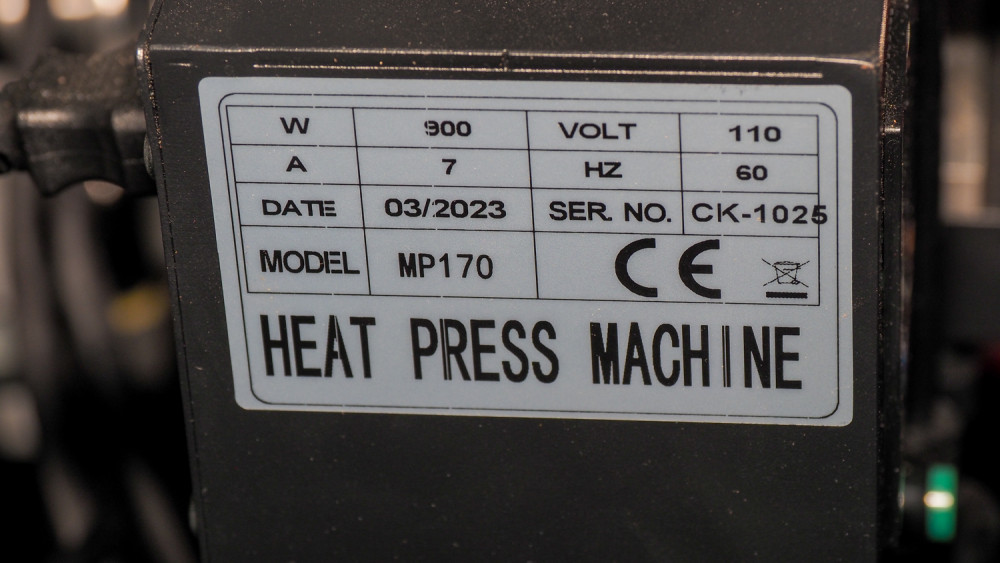 W 900 VOLT 110
A 7 HZ 60
DATE 03/2023 SER. NO. CK-1025
MODEL MP170 CE
HEAT PRESS MACHINE